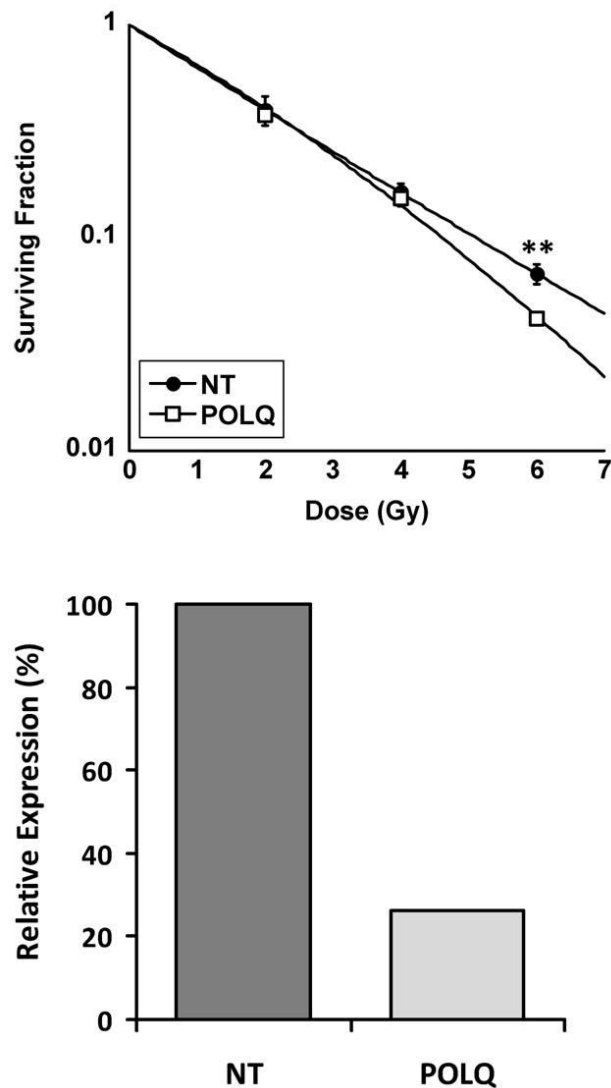 1
0.1
0.01
Surviving Fraction
**
NT
POLQ
0 1 2 3 4 5 6 7
Dose (Gy)
Relative Expression (%)
100
80
60
40
20
0
NT POLQ